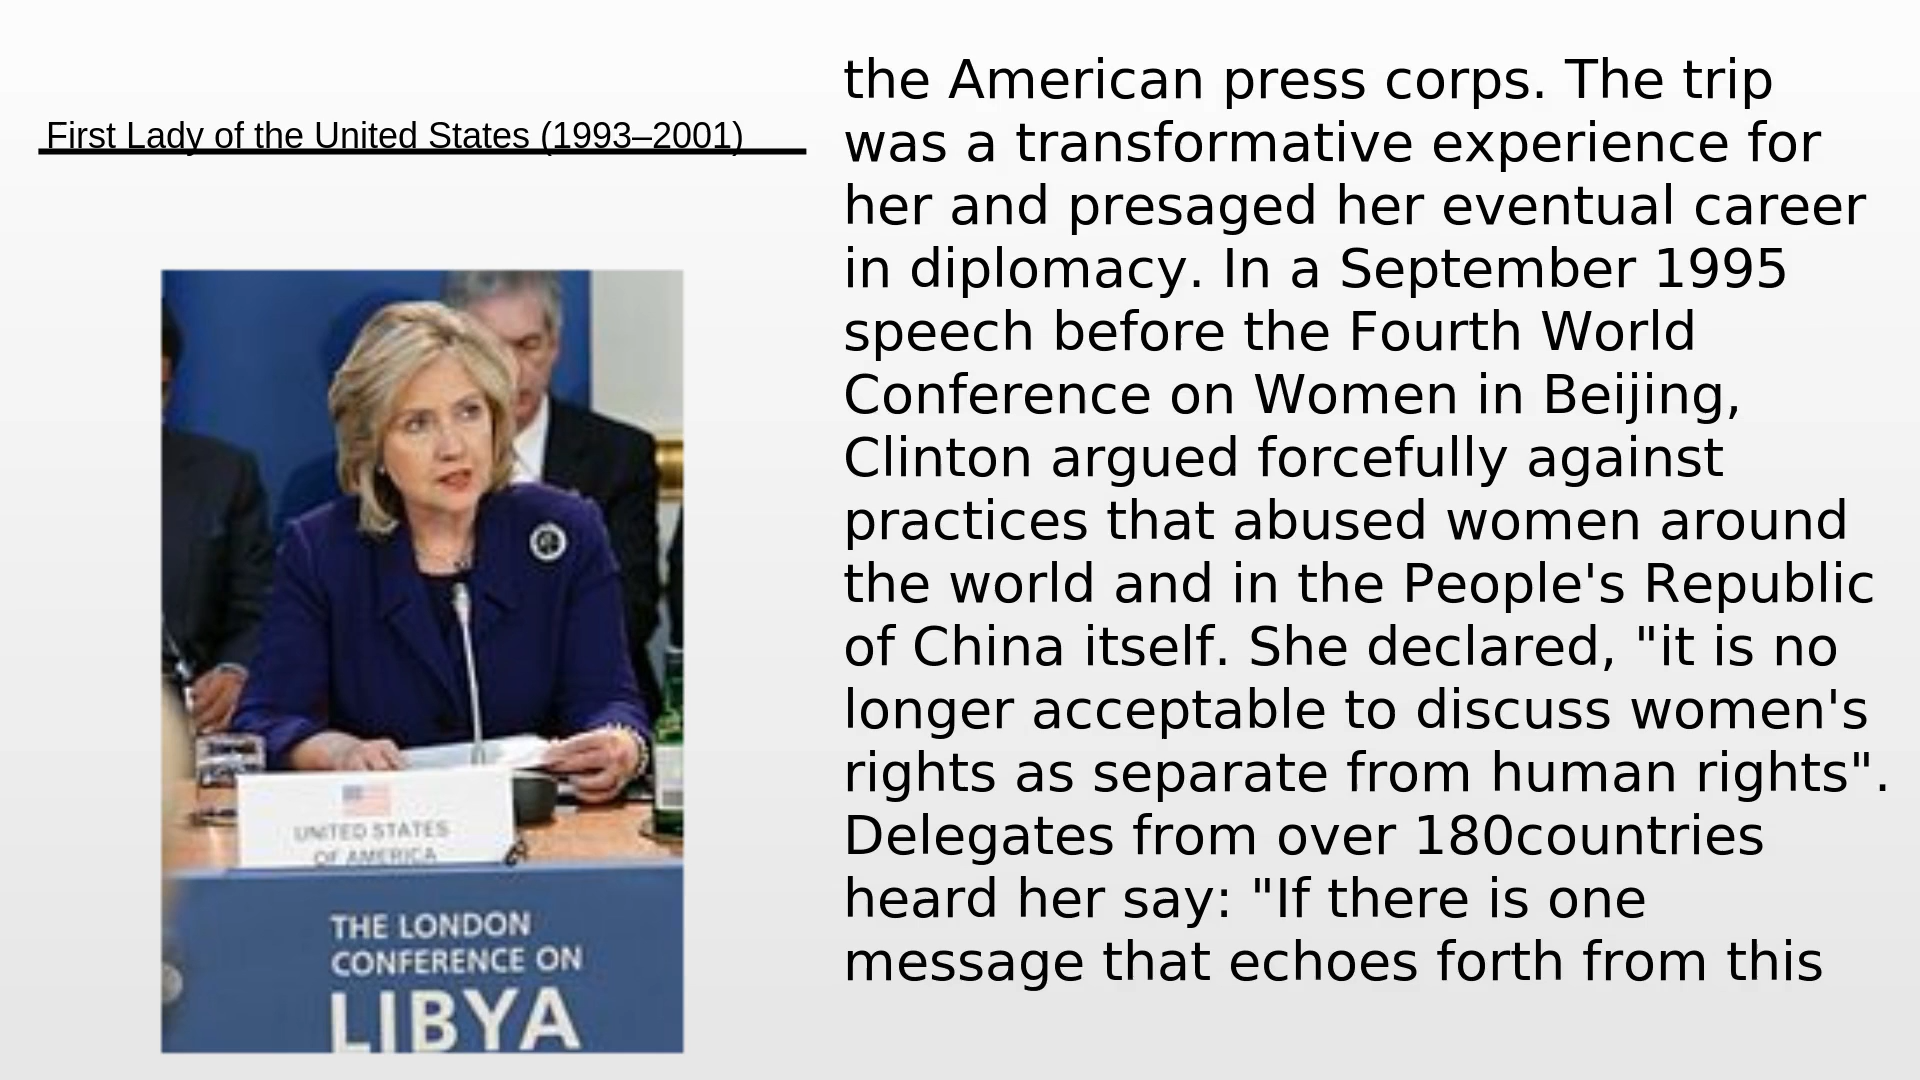 First Lady of the United States (1993–2001)
the American press corps. The trip
was a transformative experience for
her and presaged her eventual career
in diplomacy. In a September 1995
speech before the Fourth World
Conference on Women in Beijing,
Clinton argued forcefully against
practices that abused women around
the world and in the People's Republic
of China itself. She declared, "it is no
longer acceptable to discuss women's
rights as separate from human rights".
Delegates from over 180countries
heard her say: "If there is one
message that echoes forth from this
UNITED STATES
OF AMERICA
THE LONDON
CONFERENCE ON
LIBYA